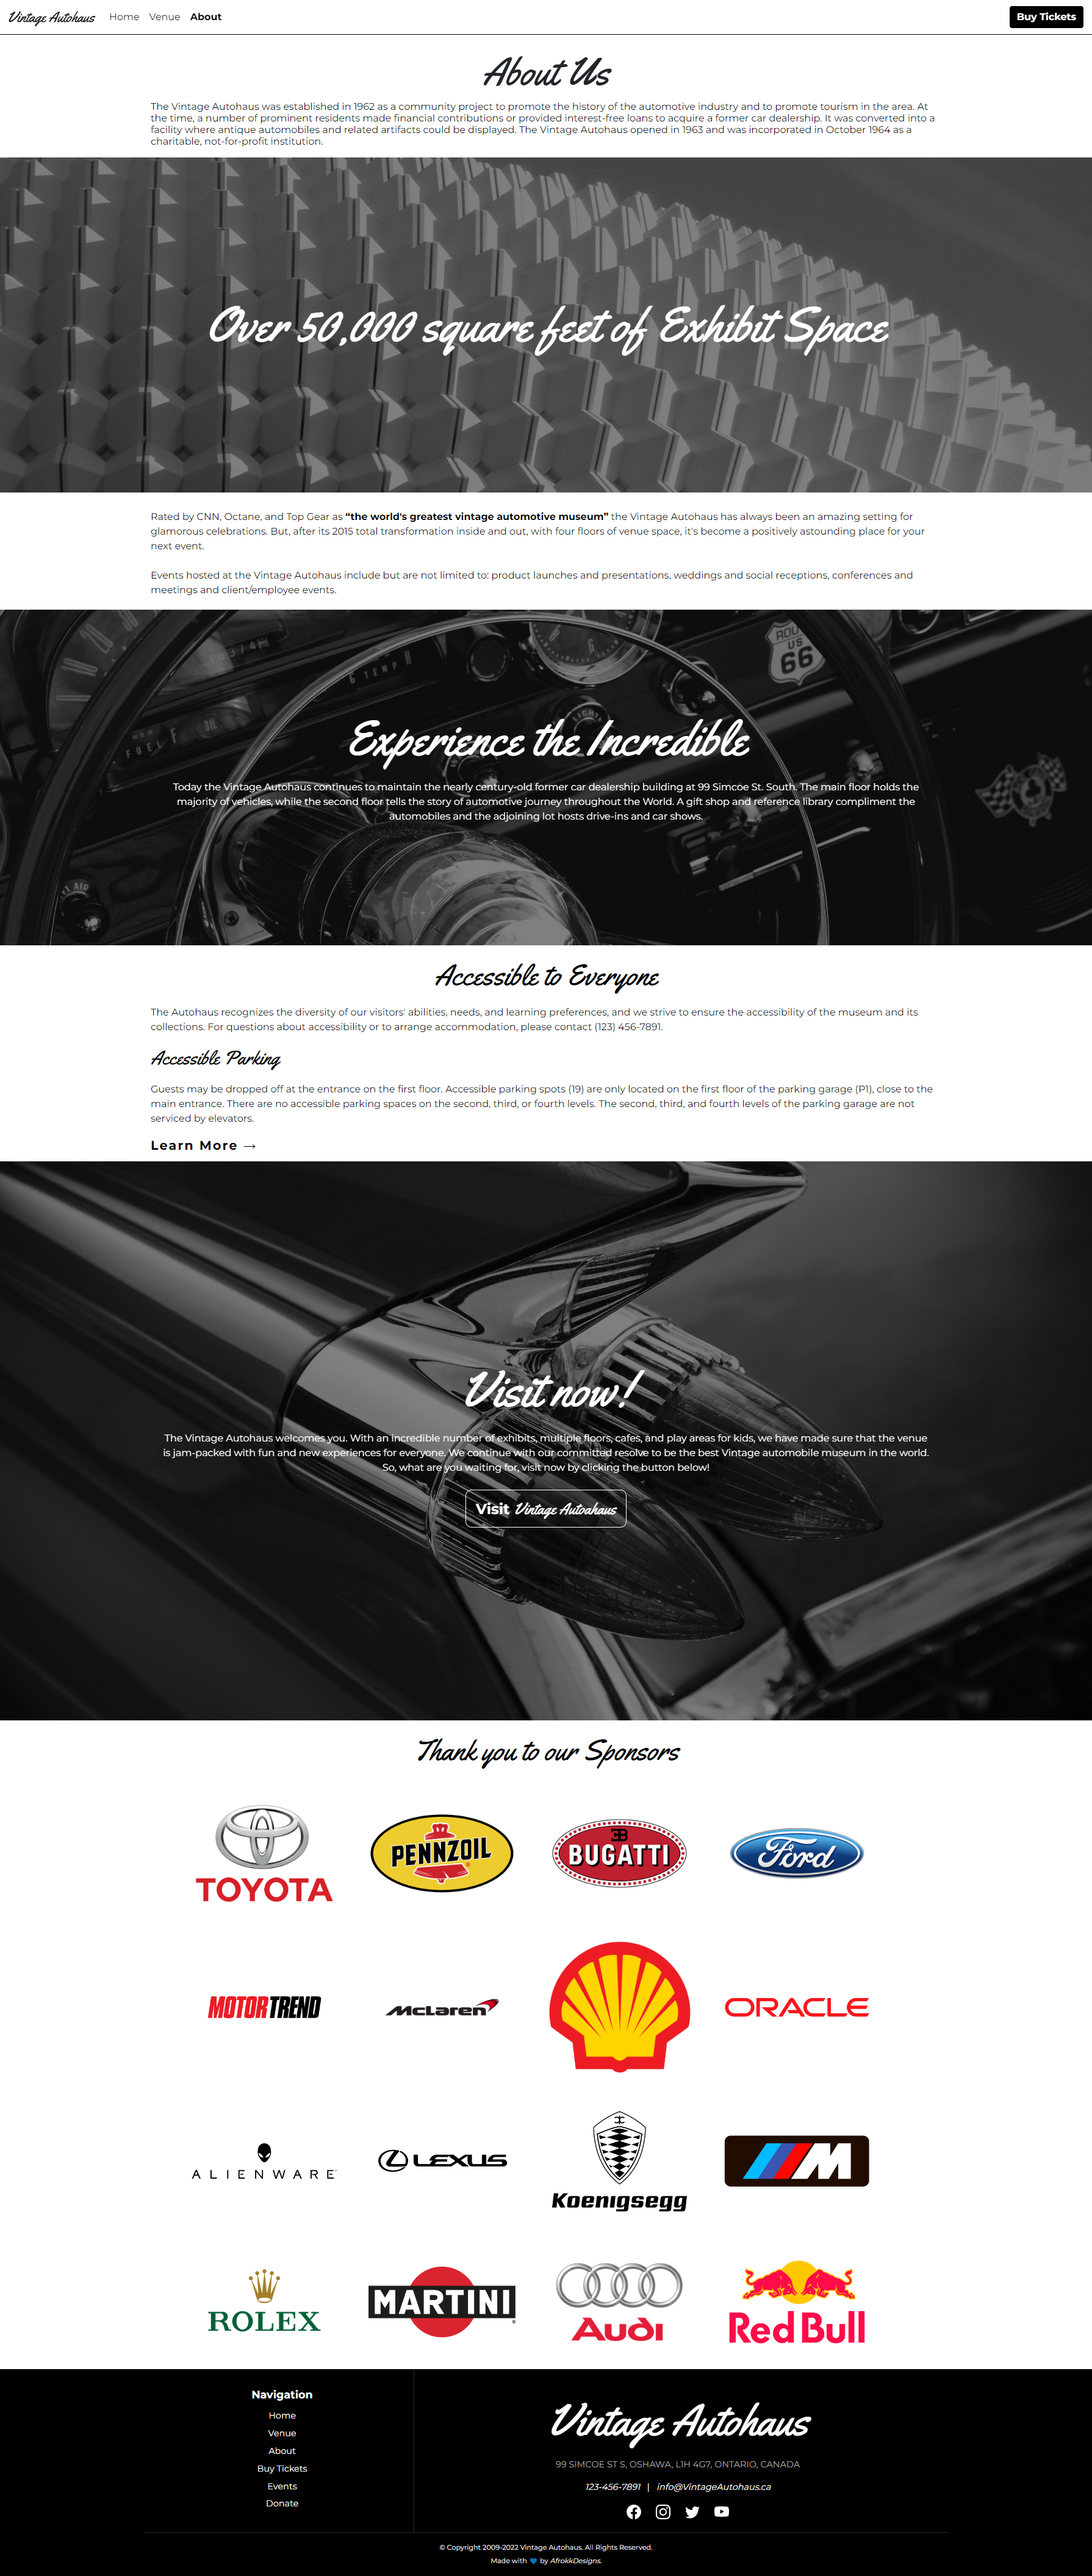 Vintage Autohaus Home Venue About Buy Tickets
About Us
The Vintage Autohaus was established in 1962 as a community project to promote the history of the automotive industry and to promote tourism in the area. At
the time, a number of prominent residents made financial contributions or provided interest-free loans to acquire a former car dealership. It was converted into a
facility where antique automobiles and related artifacts could be displayed. The Vintage Autohaus opened in 1963 and was incorporated in October 1964 as a
charitable, not-for-profit institution.
Over 50,000 square feet of Exhibit Space
Rated by CNN, Octane, and Top Gear as “the world's greatest vintage automotive museum” the Vintage Autohaus has always been an amazing setting for
glamorous celebrations. But, after its 2015 total transformation inside and out, with four floors of venue space, it's become a positively astounding place for your
next event.
Events hosted at the Vintage Autohaus include but are not limited to: product launches and presentations, weddings and social receptions, conferences and
meetings and client/employee events.
ROUTE
US
66
TEMP
FUEL F
LIGHTS
AIR
Experience the Incredible
Today the Vintage Autohaus continues to maintain the nearly century-old former car dealership building at 99 Simcoe St. South. The main floor holds the
majority of vehicles, while the second floor tells the story of automotive journey throughout the World. A gift shop and reference library compliment the
automobiles and the adjoining lot hosts drive-ins and car shows.
Accessible to Everyone
The Autohaus recognizes the diversity of our visitors' abilities, needs, and learning preferences, and we strive to ensure the accessibility of the museum and its
collections. For questions about accessibility or to arrange accommodation, please contact (123) 456-7891.
Accessible Parking
Guests may be dropped off at the entrance on the first floor. Accessible parking spots (19) are only located on the first floor of the parking garage (P1), close to the
main entrance. There are no accessible parking spaces on the second, third, or fourth levels. The second, third, and fourth levels of the parking garage are not
serviced by elevators.
Learn More →
Visit now!
The Vintage Autohaus welcomes you. With an incredible number of exhibits, multiple floors, cafes, and play areas for kids, we have made sure that the venue
is jam-packed with fun and new experiences for everyone. We continue with our committed resolve to be the best Vintage automobile museum in the world.
So, what are you waiting for, visit now by clicking the button below!
Visit Vintage Autoahaus
Thank you to our Sponsors
TOYOTA PENNZOIL BUGATTI Ford
MOTORTREND McLaren ORACLE
ALIENWARE LEXUS Koenigsegg M
ROLEX MARTINI Audi Red Bull
Navigation
Home
Venue
About
Buy Tickets
Events
Donate
Vintage Autohaus
99 SIMCOE ST S, OSHAWA, L1H 4G7, ONTARIO, CANADA
123-456-7891 | info@VintageAutohaus.ca
© Copyright 2009-2022 Vintage Autohaus. All Rights Reserved.
Made with 💙 by AfrokkDesigns.